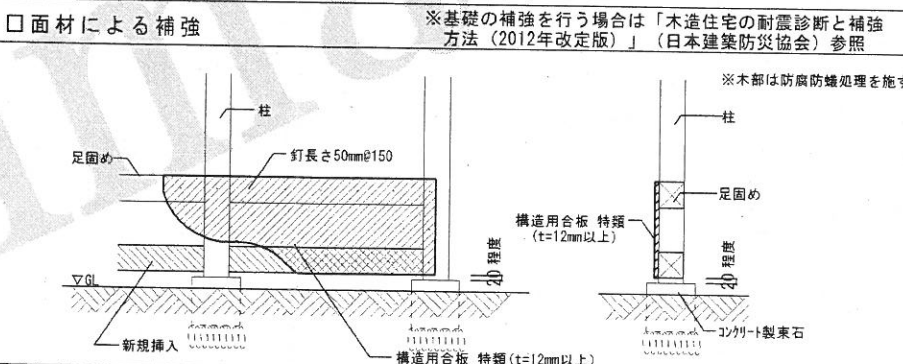 □面材による補強
※基礎の補強を行う場合は「木造住宅の耐震診断と補強
方法(2012年改定版)」(日本建築防災協会)参照
※木部は防腐防蟻処理を施す
柱
柱
足固め
釘長さ50mm@150
足固め
構造用合板 特類
(t=12mm以上)
20 程度
20 程度
▽GL
新規挿入
構造用合板 特類(t=12mm以上)
コンクリート製束石